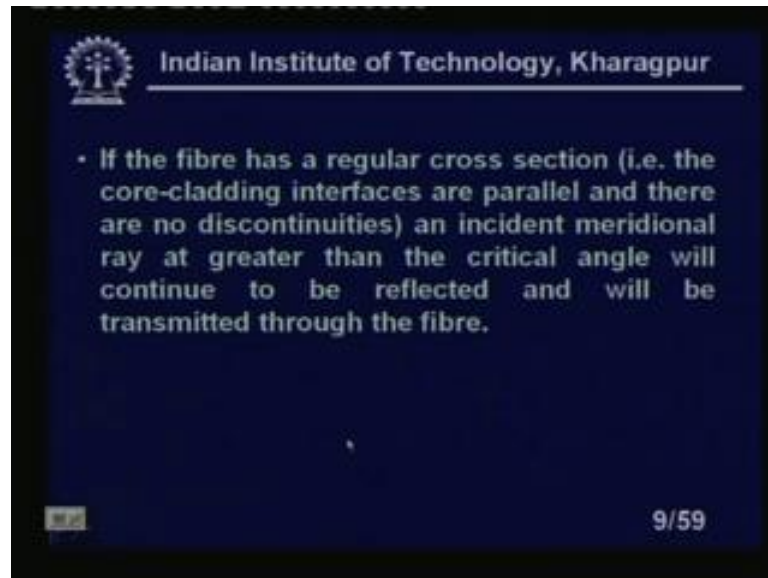 Indian Institute of Technology, Kharagpur
• If the fibre has a regular cross section (i.e. the
core-cladding interfaces are parallel and there
are no discontinuities) an incident meridional
ray at greater than the critical angle will
continue to be reflected and will be
transmitted through the fibre.
9/59